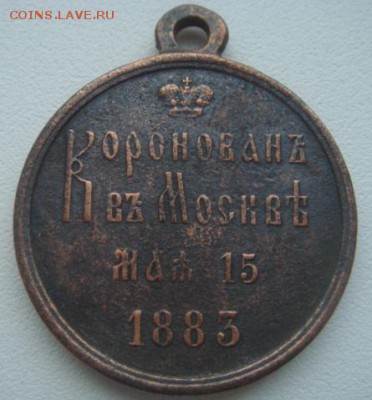 COINS.LAVE.RU
Коронованъ
въ Москвѣ
мая 15
1883